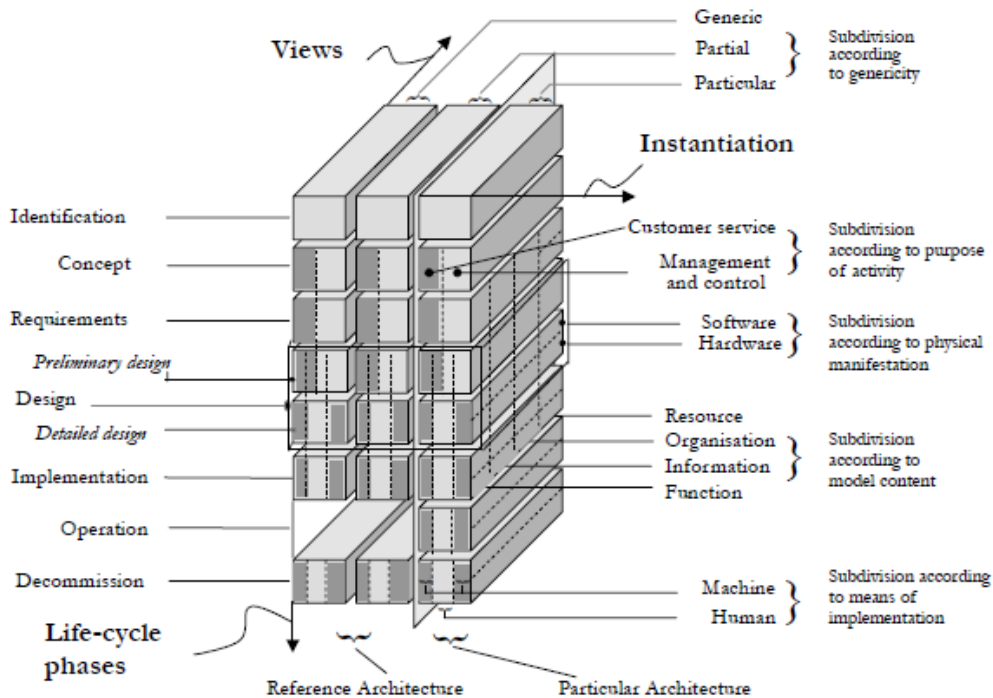 Generic
Views
Partial
Subdivision
according
to genericity
Particular
Instantiation
Identification
Customer service
Subdivision
according to purpose
of activity
Concept
Management
and control
Requirements
Software
Hardware
Subdivision
according to physical
manifestation
Preliminary design
Design
Detailed design
Resource
Organisation
Information
Function
Subdivision
according to
model content
Implementation
Operation
Decommission
Machine
Human
Subdivision according
to means of
implementation
Life-cycle
phases
Reference Architecture
Particular Architecture